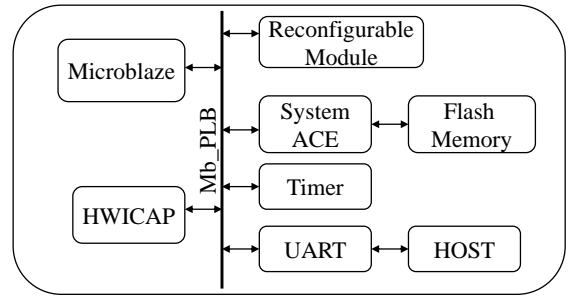 Reconfigurable
Module
Microblaze
System
ACE
Flash
Memory
Mb_PLB
Timer
HWICAP
UART
HOST